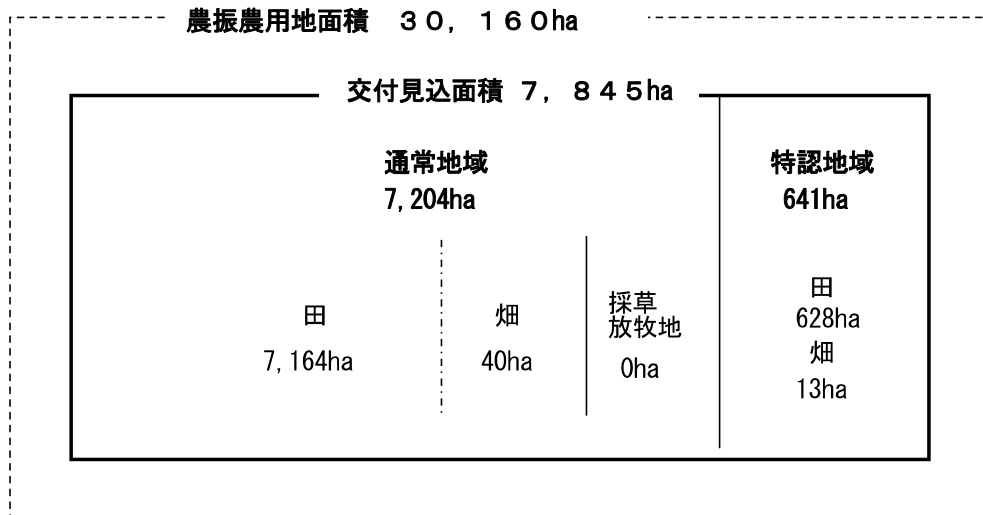 農振農用地面積　３０，１６０ha
交付見込面積　７，８４５ha
通常地域
7,204ha
特認地域
641ha
田
7,164ha
畑
40ha
採草
放牧地
0ha
田
628ha
畑
13ha